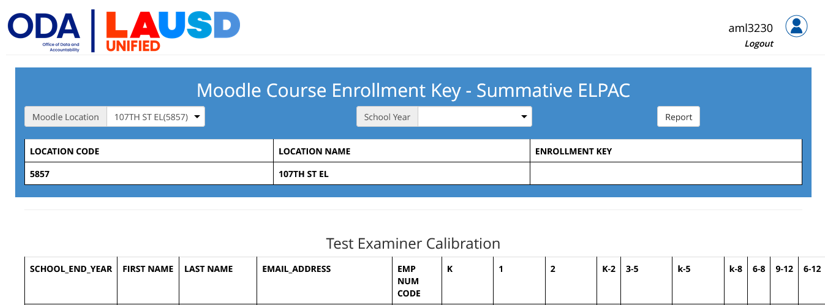 ODA
Office of Data and
Accountability
LAUSD
UNIFIED
aml3230
Logout
Moodle Course Enrollment Key - Summative ELPAC
Moodle Location 107TH ST EL(5857) School Year Report
LOCATION CODE LOCATION NAME ENROLLMENT KEY
5857 107TH ST EL
Test Examiner Calibration
SCHOOL_END_YEAR FIRST NAME LAST NAME EMAIL_ADDRESS EMP NUM CODE K 1 2 K-2 3-5 k-5 k-8 6-8 9-12 6-12